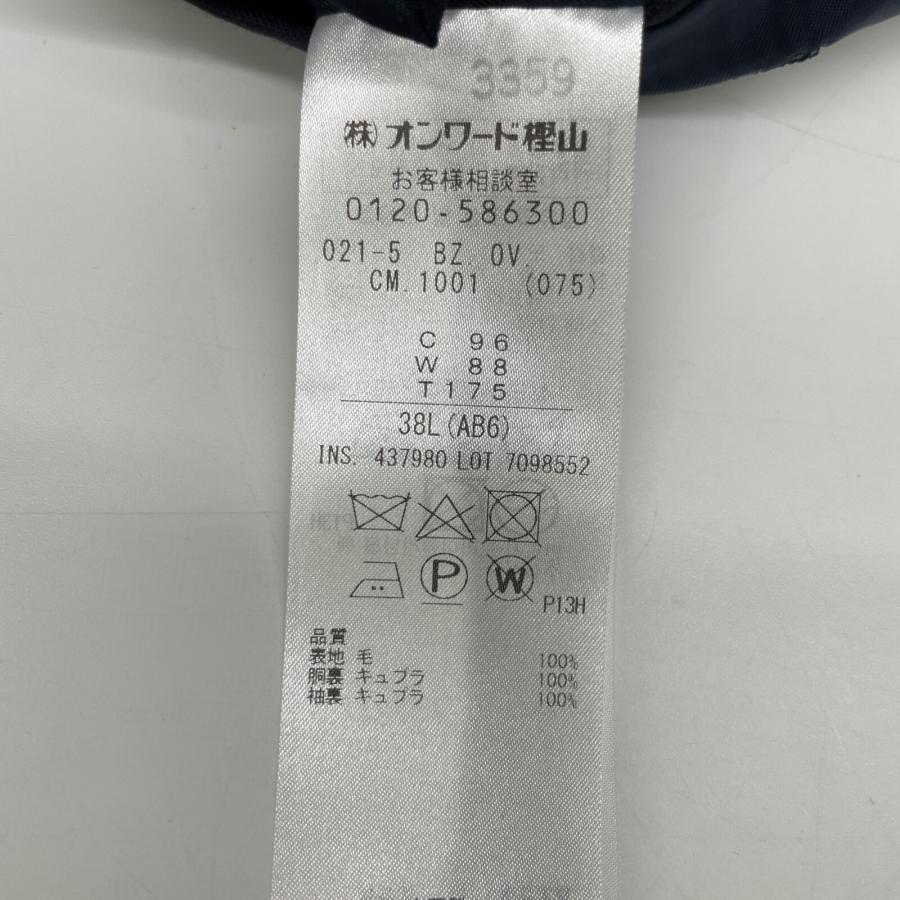 3359
(株)オンワード樫山
お客様相談室
0120-586300
021-5 BZ. OV.
CM. 1001 (075)
C 96
W 88
T175
38L(AB6)
INS. 437980 LOT 7098552
P W
P13H
品質
表地 毛 100%
胴裏 キュプラ 100%
袖裏 キュプラ 100%